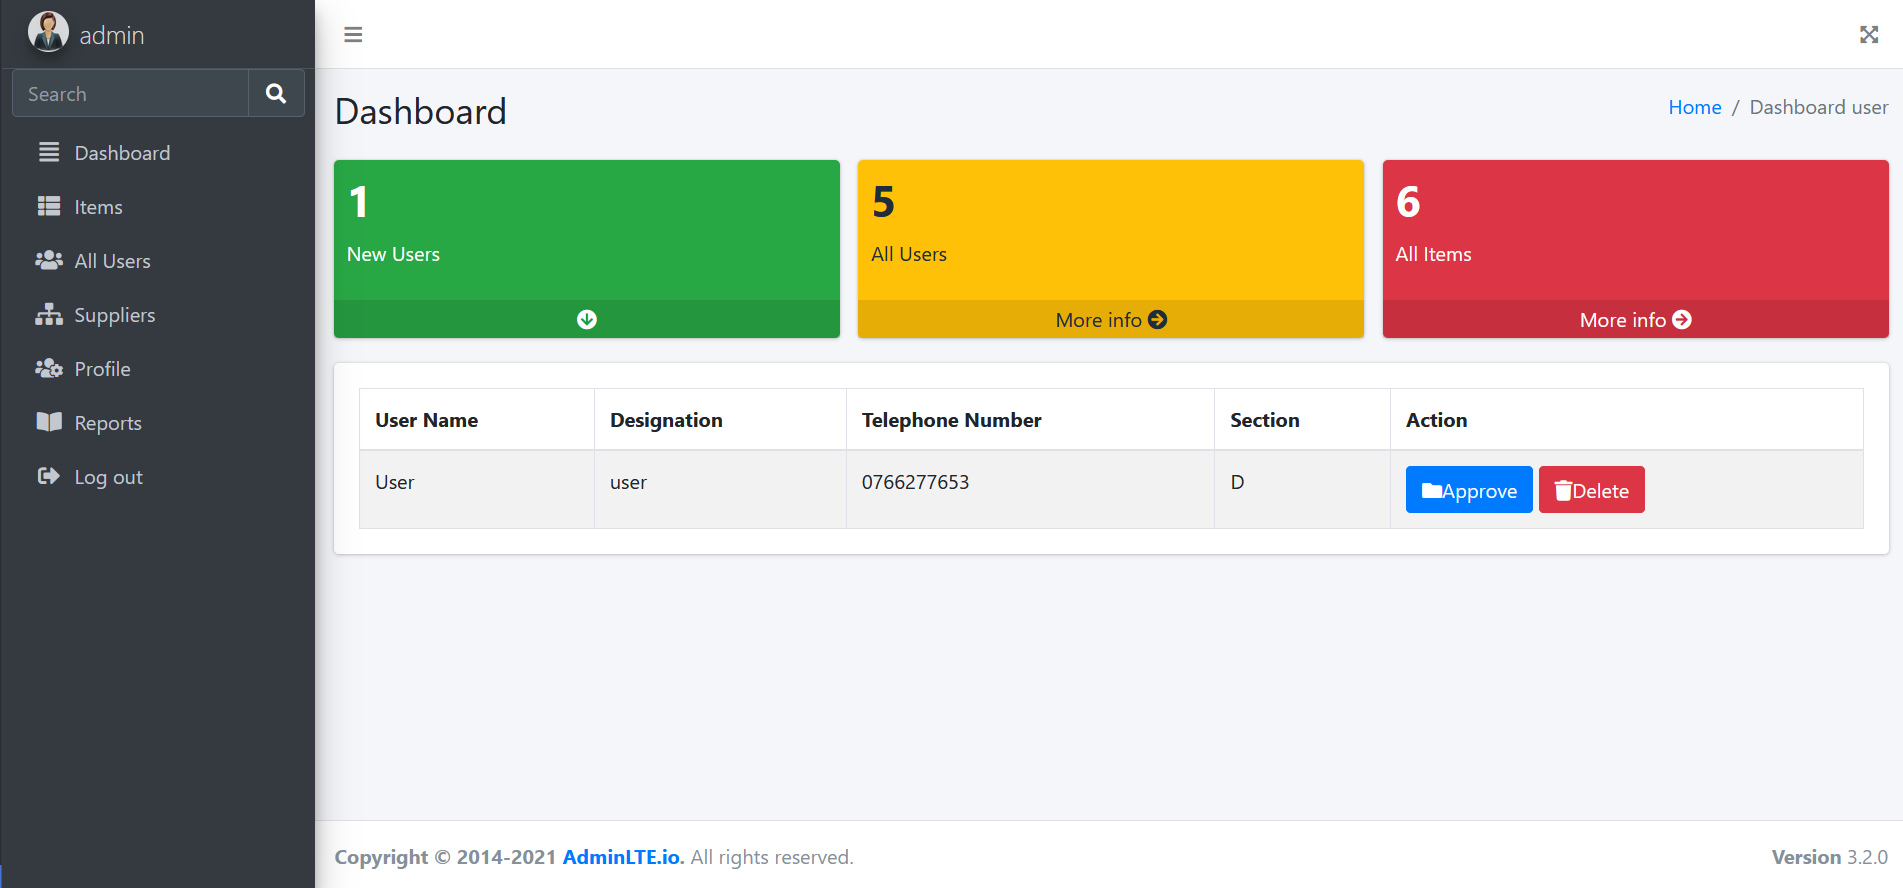 admin
Search
Dashboard
Items
All Users
Suppliers
Profile
Reports
Log out
Dashboard
Home / Dashboard user
1
New Users
5
All Users
More info
6
All Items
More info
User Name Designation Telephone Number Section Action
User user 0766277653 D Approve Delete
Copyright © 2014-2021 AdminLTE.io. All rights reserved.
Version 3.2.0